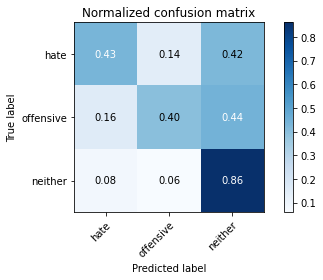 Normalized confusion matrix
True label
hate
0.43 0.14 0.42
offensive
0.16 0.40 0.44
neither
0.08 0.06 0.86
hate
offensive
neither
Predicted label
0.8
0.7
0.6
0.5
0.4
0.3
0.2
0.1